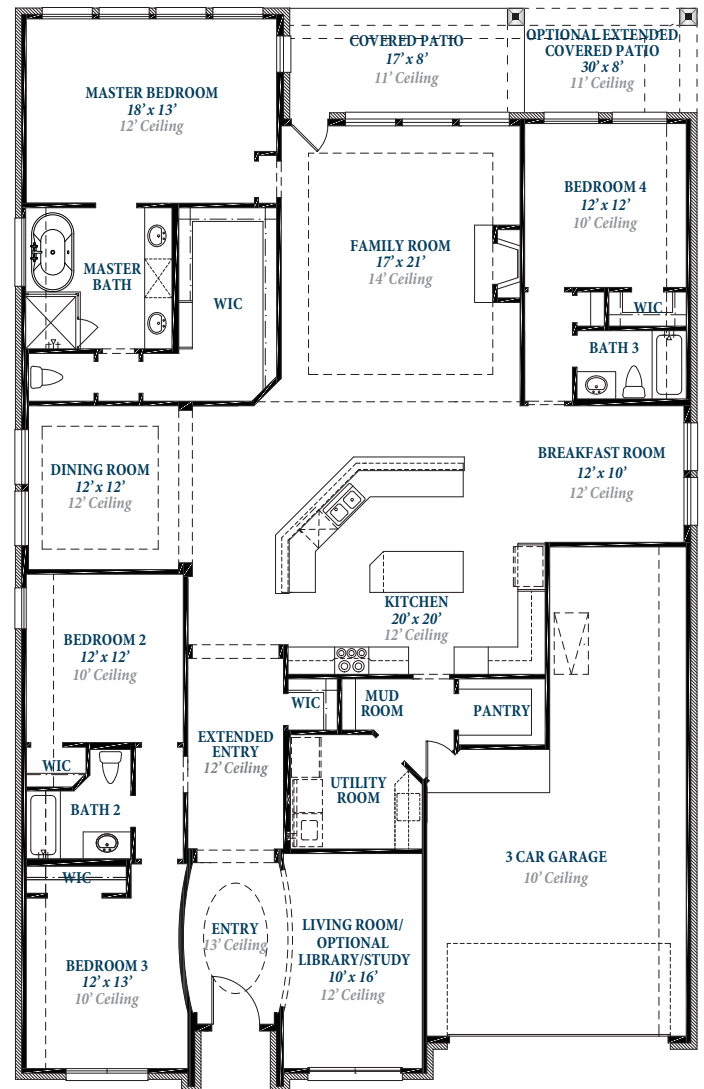 COVERED PATIO
17' x 8'
11' Ceiling
OPTIONAL EXTENDED
COVERED PATIO
30' x 8'
11' Ceiling
MASTER BEDROOM
18' x 13'
12' Ceiling
BEDROOM 4
12' x 12'
10' Ceiling
FAMILY ROOM
17' x 21'
14' Ceiling
MASTER
BATH
WIC
WIC
BATH 3
DINING ROOM
12' x 12'
12' Ceiling
BREAKFAST ROOM
12' x 10'
12' Ceiling
KITCHEN
20' x 20'
12' Ceiling
BEDROOM 2
12' x 12'
10' Ceiling
WIC
MUD
ROOM
PANTRY
EXTENDED
ENTRY
12' Ceiling
WIC
UTILITY
ROOM
BATH 2
3 CAR GARAGE
10' Ceiling
WIC
ENTRY
13' Ceiling
LIVING ROOM/
OPTIONAL
LIBRARY/STUDY
10' x 16'
12' Ceiling
BEDROOM 3
12' x 13'
10' Ceiling